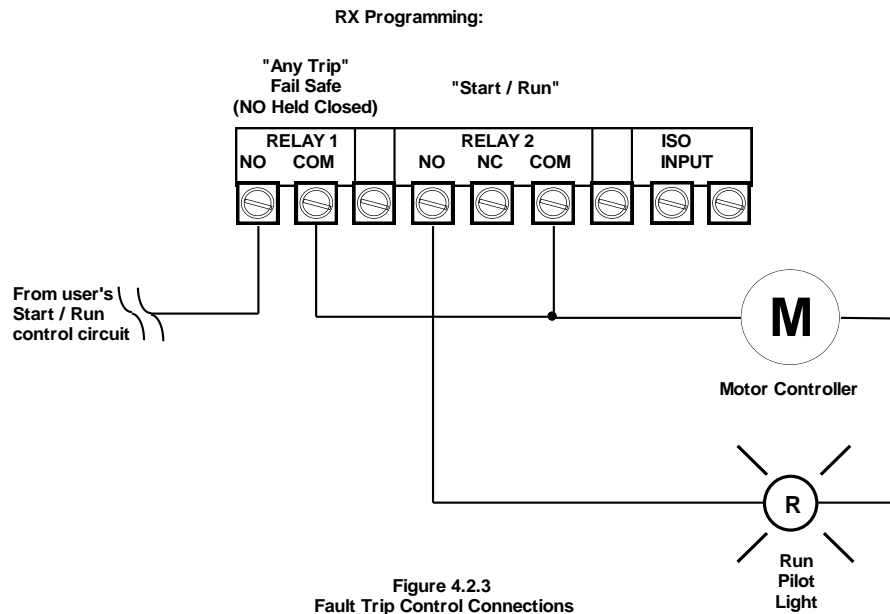 RX Programming:
"Any Trip"
Fail Safe
(NO Held Closed)
"Start / Run"
RELAY 1
RELAY 2
ISO
NO COM
NO NC COM
INPUT
From user's
Start / Run
control circuit
M
Motor Controller
R
Run
Pilot
Light
Figure 4.2.3
Fault Trip Control Connections